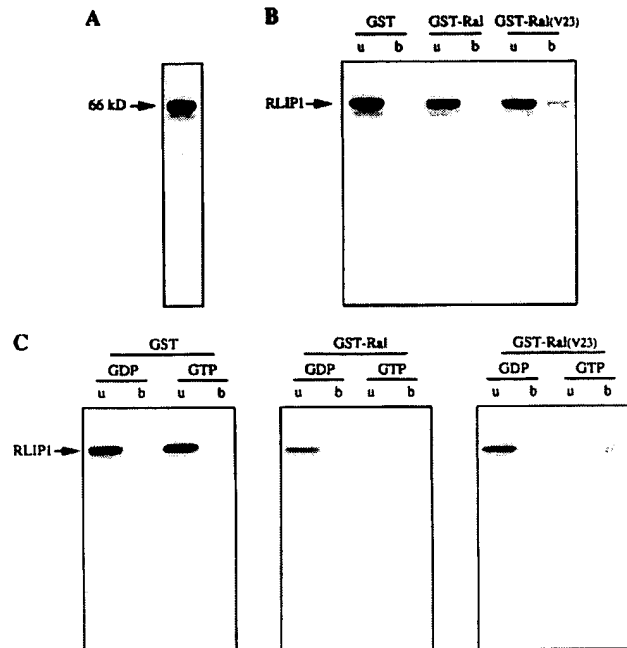 A
66 kD
B
GST GST-Ral GST-Ral(V23)
u b u b u b
RLIP1
C
GST
GDP GTP
u b u b
RLIP1
GST-Ral
GDP GTP
u b u b
GST-Ral(V23)
GDP GTP
u b u b